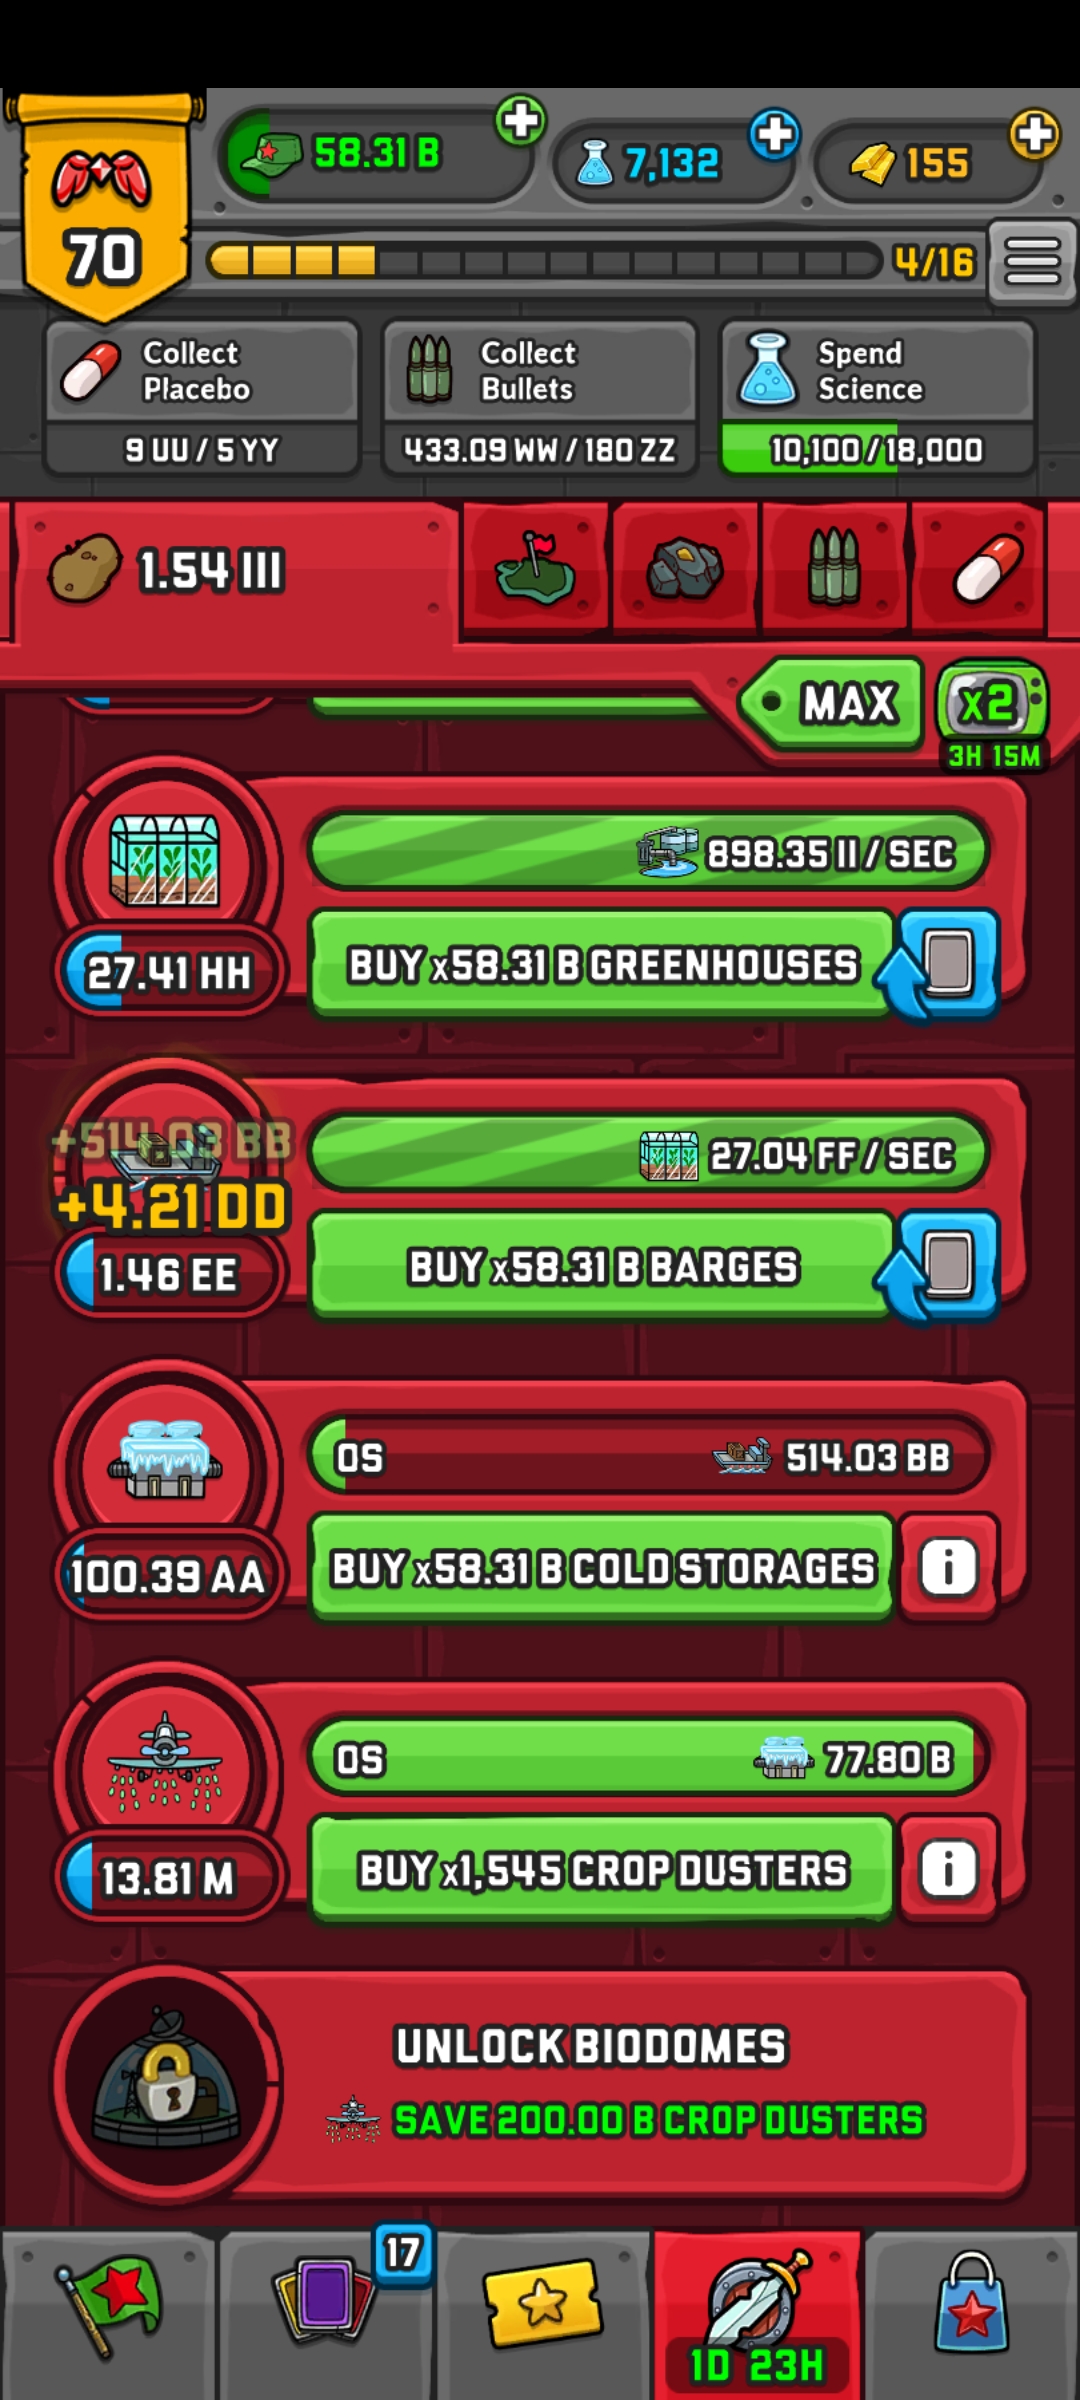 58.31 B
7,132
155
70
4/16
Collect
Placebo
9 UU / 5 YY
Collect
Bullets
433.09 WW / 180 ZZ
Spend
Science
10,100 / 18,000
1.54 III
MAX
x2
3H 15M
898.35 II / SEC
27.41 HH
BUY x58.31 B GREENHOUSES
+514.03 BB
+4.21 DD
27.04 FF / SEC
1.46 EE
BUY x58.31 B BARGES
0S
514.03 BB
100.39 AA
BUY x58.31 B COLD STORAGES
i
0S
77.80 B
13.81 M
BUY x1,545 CROP DUSTERS
i
UNLOCK BIODOMES
SAVE 200.00 B CROP DUSTERS
17
1D 23H